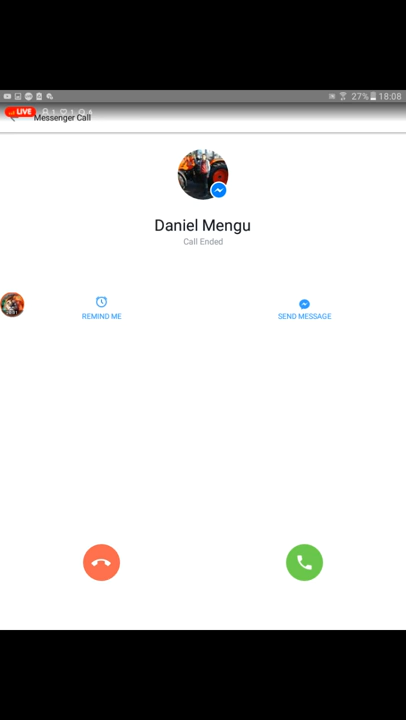 27% 18:08
LIVE
Messenger Call
Daniel Mengu
Call Ended
REMIND ME
SEND MESSAGE